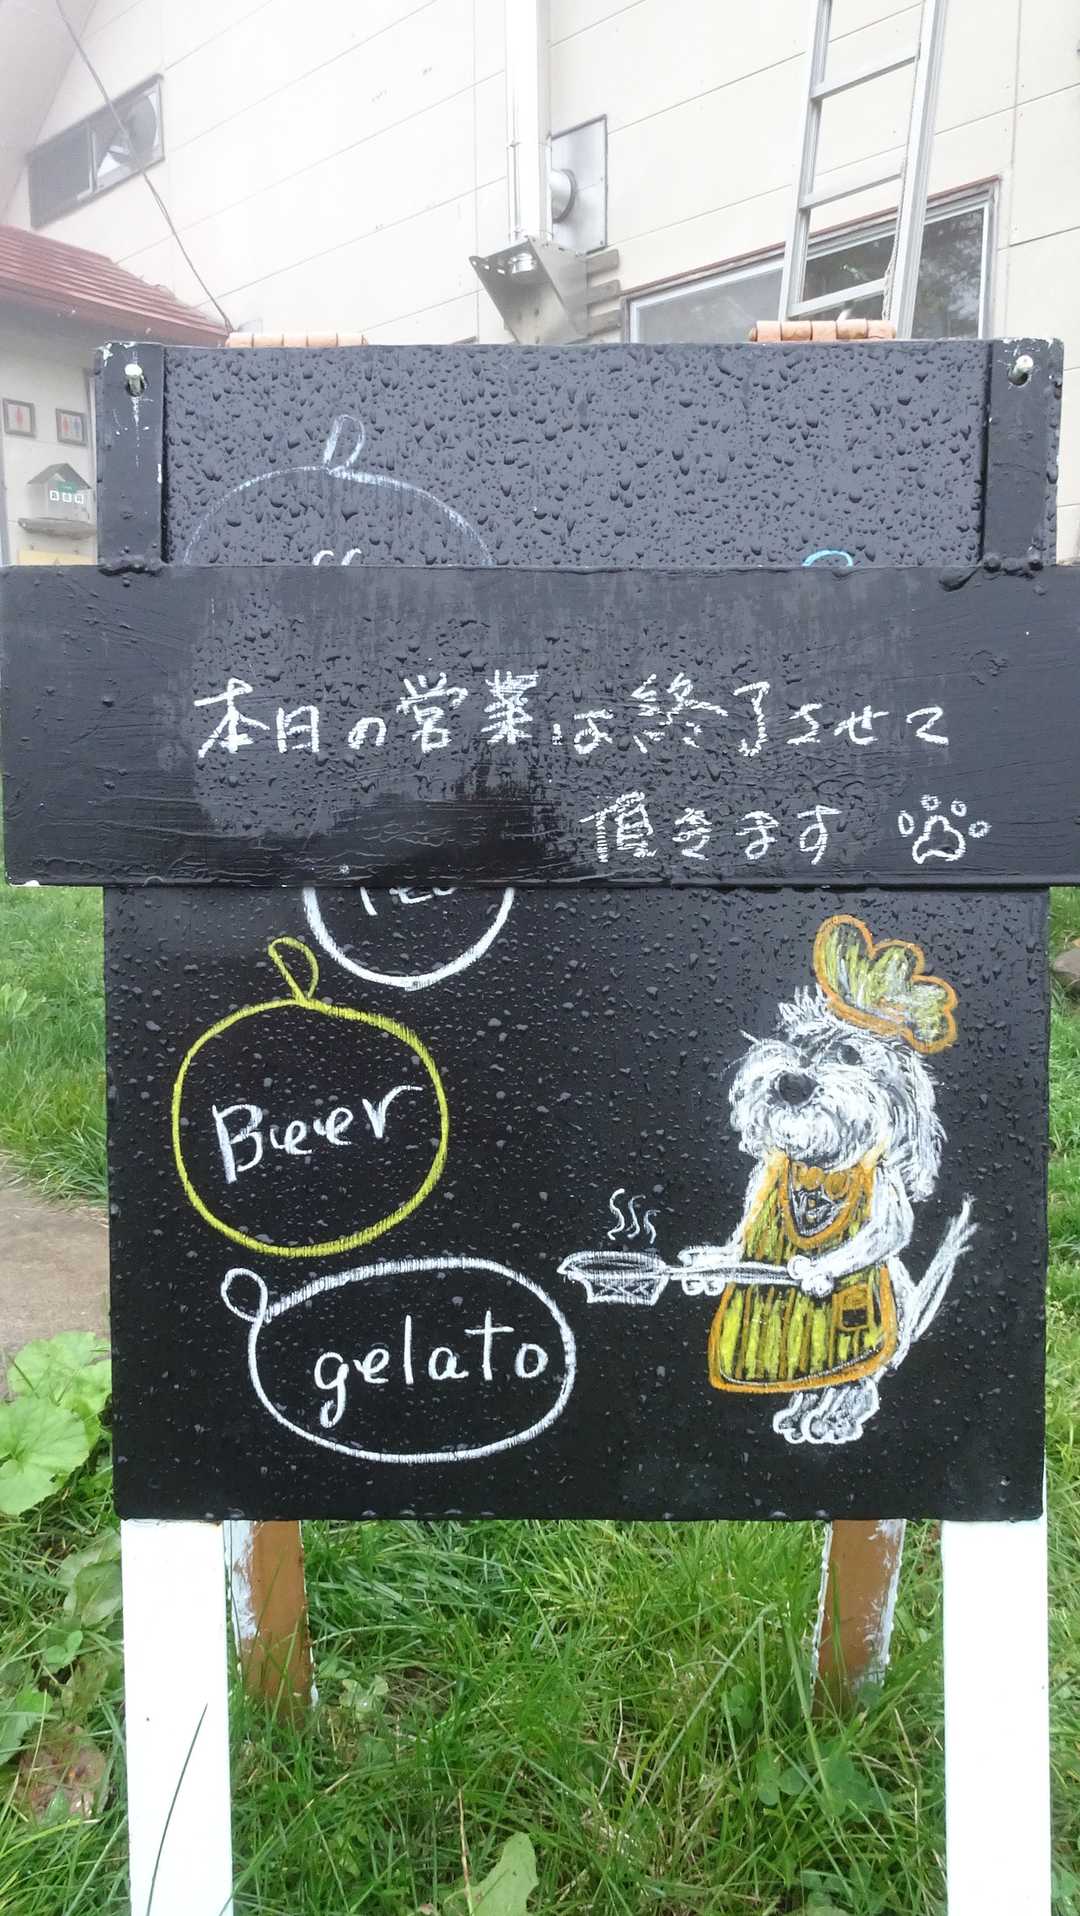 本日の営業は終了させて
頂きます
Beer
gelato